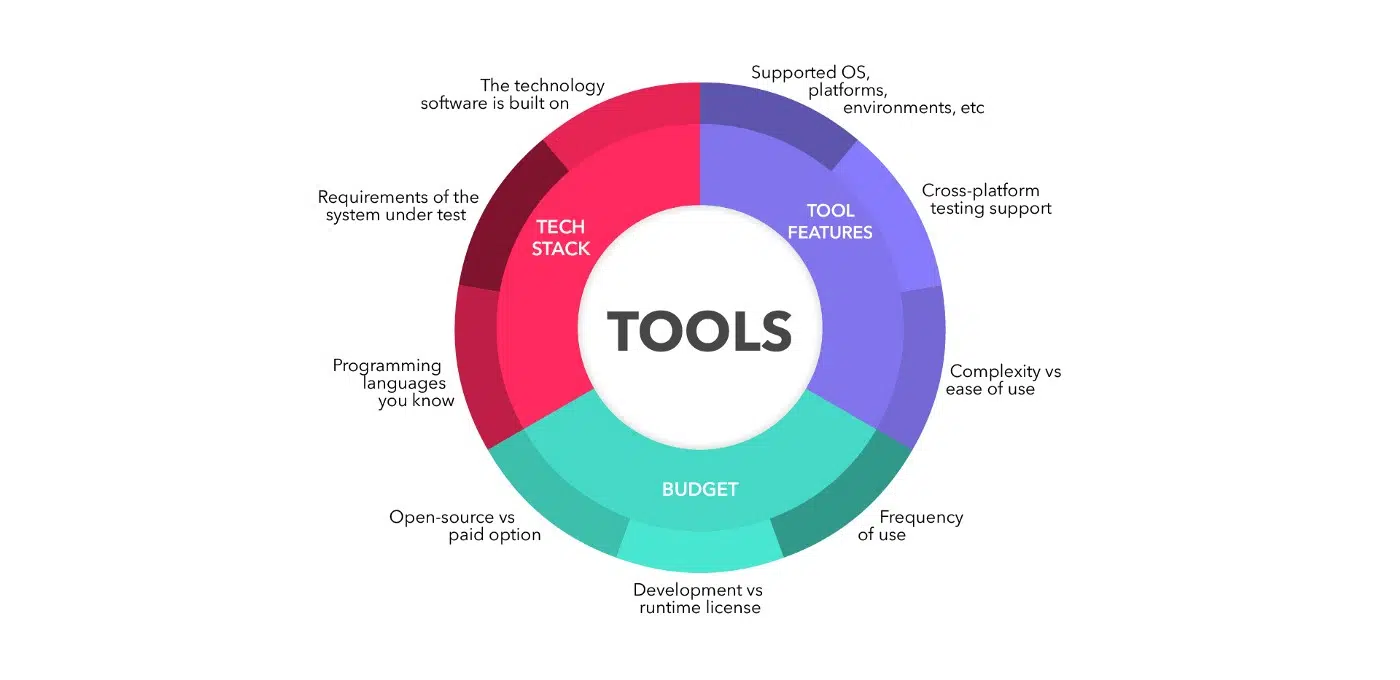 The technology
software is built on
Supported OS,
platforms,
environments, etc
Requirements of the
system under test
Cross-platform
testing support
TECH
STACK
TOOL
FEATURES
TOOLS
Programming
languages
you know
Complexity vs
ease of use
BUDGET
Open-source vs
paid option
Frequency
of use
Development vs
runtime license